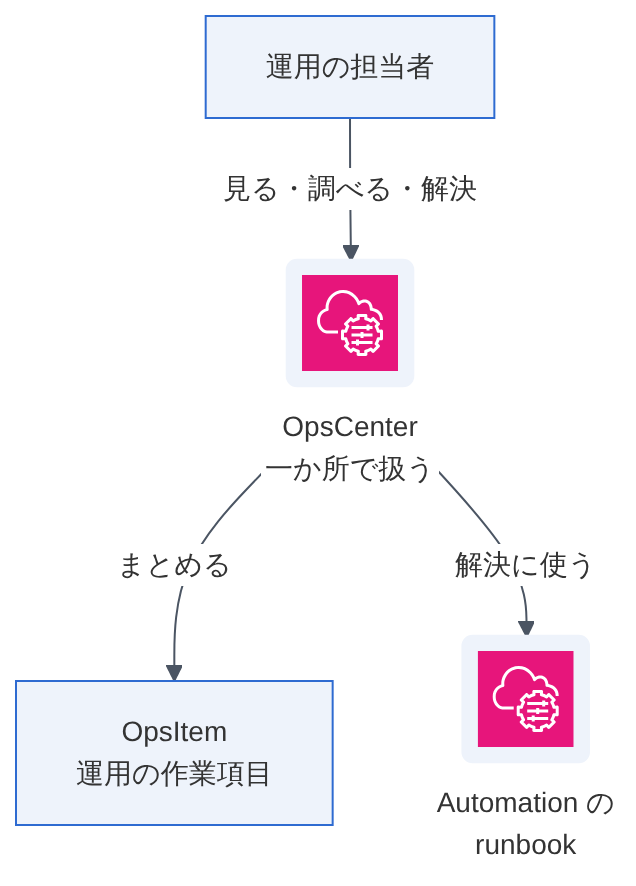 運用の担当者
見る・調べる・解決
OpsCenter
一か所で扱う
まとめる
解決に使う
OpsItem
運用の作業項目
Automation の
runbook